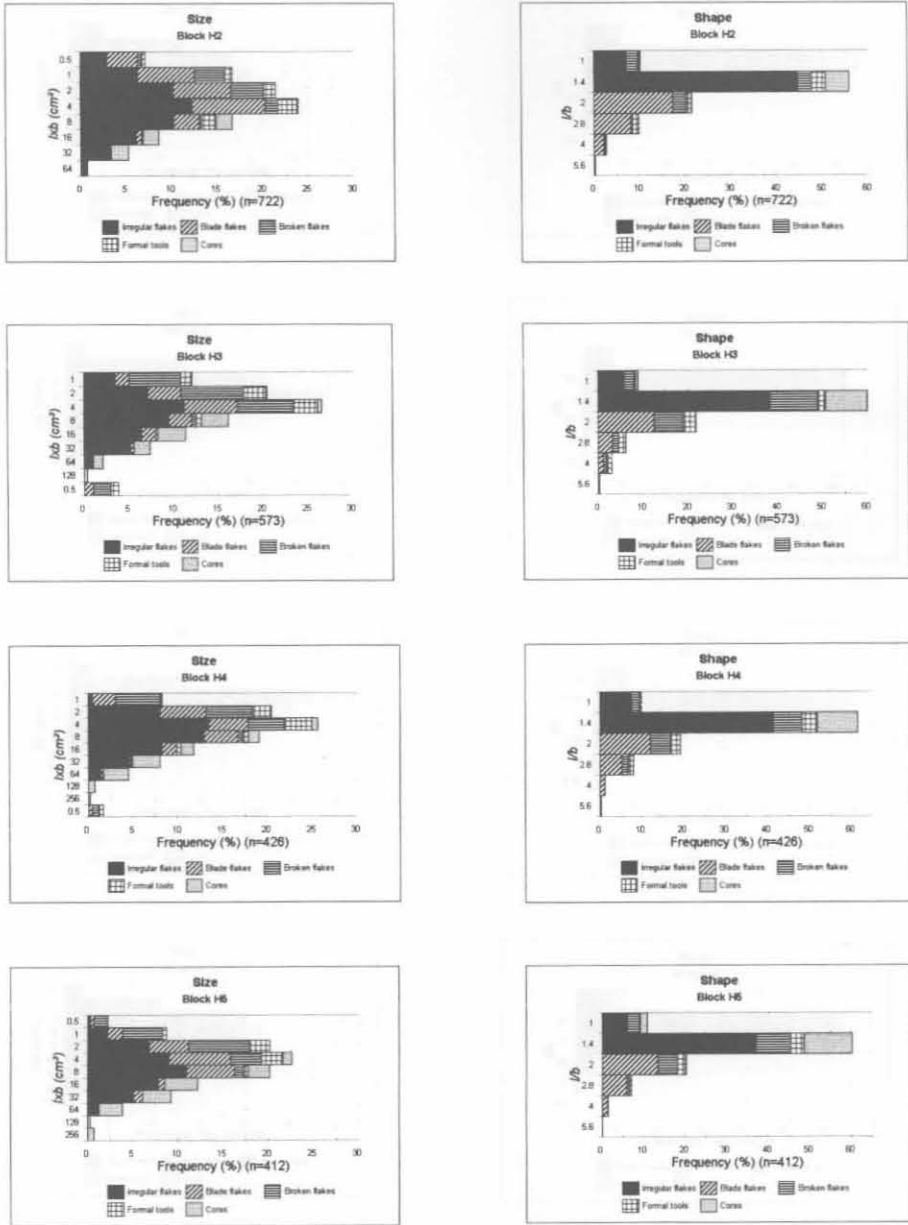 Size
Block H2
lxb (cm²)
0.5
1
2
4
8
16
32
64
0 5 10 15 20 25 30
Frequency (%) (n=722)
Irregular flakes Blade flakes Broken flakes
Formal tools Cores
Shape
Block H2
l/b
1
1.4
2
2.8
4
5.6
0 10 20 30 40 50 60
Frequency (%) (n=722)
Irregular flakes Blade flakes Broken flakes
Formal tools Cores
Size
Block H3
lxb (cm²)
1
2
4
8
16
32
64
128
0.5
0 5 10 15 20 25 30
Frequency (%) (n=573)
Irregular flakes Blade flakes Broken flakes
Formal tools Cores
Shape
Block H3
l/b
1
1.4
2
2.8
4
5.6
0 10 20 30 40 50 60
Frequency (%) (n=573)
Irregular flakes Blade flakes Broken flakes
Formal tools Cores
Size
Block H4
lxb (cm²)
1
2
4
8
16
32
64
128
256
0.5
0 5 10 15 20 25 30
Frequency (%) (n=426)
Irregular flakes Blade flakes Broken flakes
Formal tools Cores
Shape
Block H4
l/b
1
1.4
2
2.8
4
5.6
0 10 20 30 40 50 60
Frequency (%) (n=426)
Irregular flakes Blade flakes Broken flakes
Formal tools Cores
Size
Block H5
lxb (cm²)
0.5
1
2
4
8
16
32
64
128
256
0 5 10 15 20 25 30
Frequency (%) (n=412)
Irregular flakes Blade flakes Broken flakes
Formal tools Cores
Shape
Block H5
l/b
1
1.4
2
2.8
4
5.6
0 10 20 30 40 50 60
Frequency (%) (n=412)
Irregular flakes Blade flakes Broken flakes
Formal tools Cores